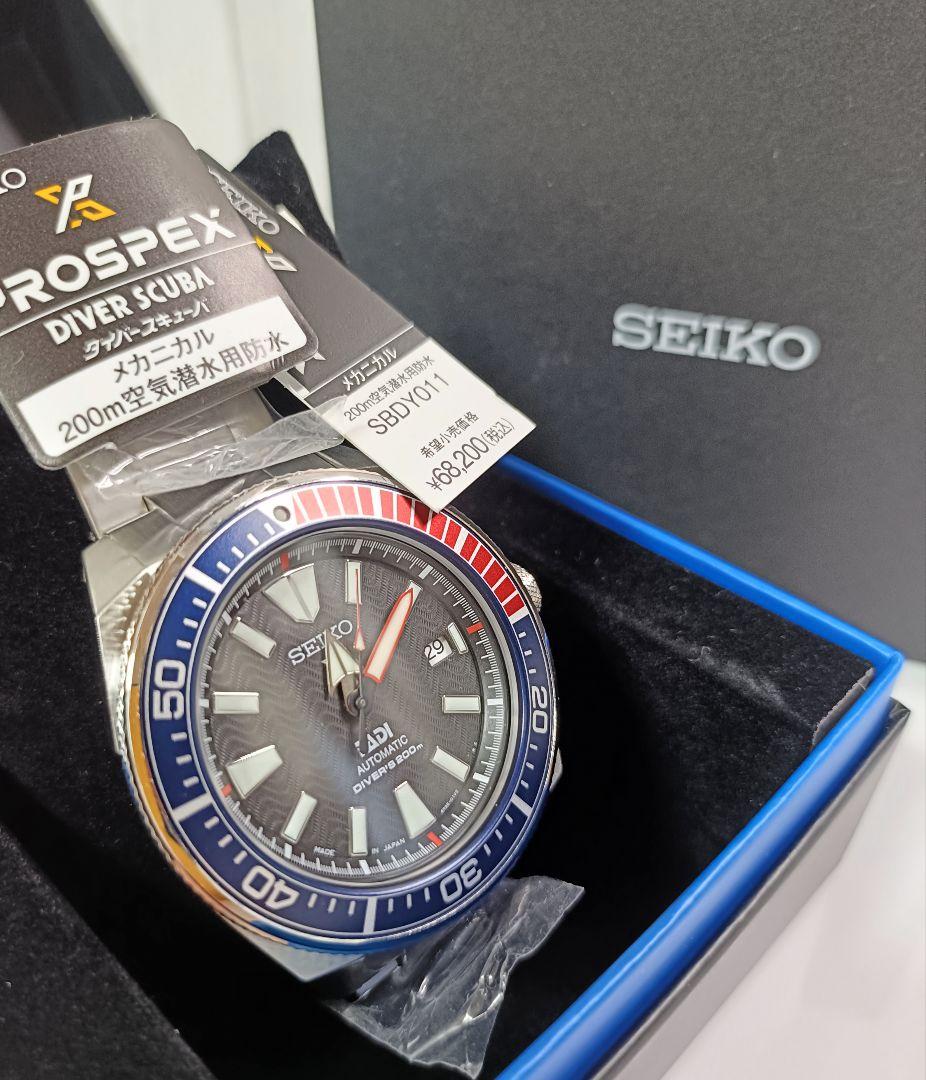 PROSPEX
DIVER SCUBA
ダイバースキューバ
メカニカル
200m空気潜水用防水
SEIKO
メカニカル
200m空気潜水用防水
SBDY011
希望小売価格
¥68,200(税込)
SEIKO
SEIKO
29
PADI
AUTOMATIC
DIVER'S 200m
MADE IN JAPAN
20
30
40
50